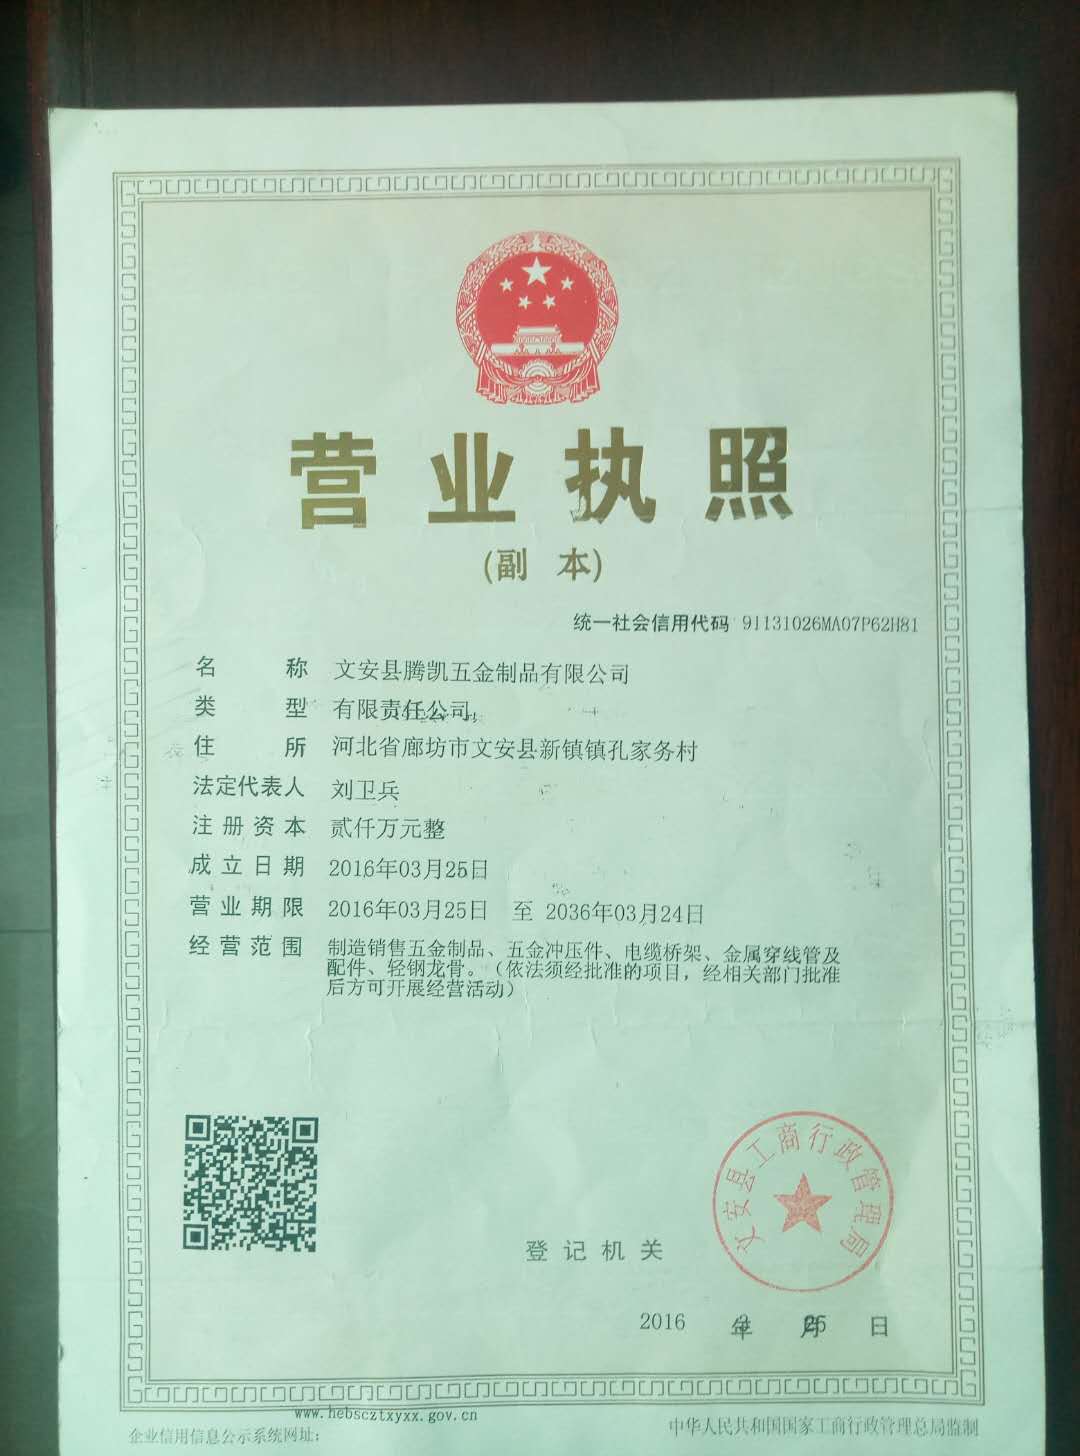 营业执照
(副 本)
统一社会信用代码 91131026MA07P62H81
名 称 文安县腾凯五金制品有限公司
类 型 有限责任公司
住 所 河北省廊坊市文安县新镇镇孔家务村
法定代表人 刘卫兵
注册资本 贰仟万元整
成立日期 2016年03月25日
营业期限 2016年03月25日 至 2036年03月24日
经营范围 制造销售五金制品、五金冲压件、电缆桥架、金属穿线管及
配件、轻钢龙骨。(依法须经批准的项目，经相关部门批准
后方可开展经营活动)
文安县工商行政管理局
登记机关
2016 年 3 月 25 日
www.hebscztxyxx.gov.cn
企业信用信息公示系统网址：
中华人民共和国国家工商行政管理总局监制